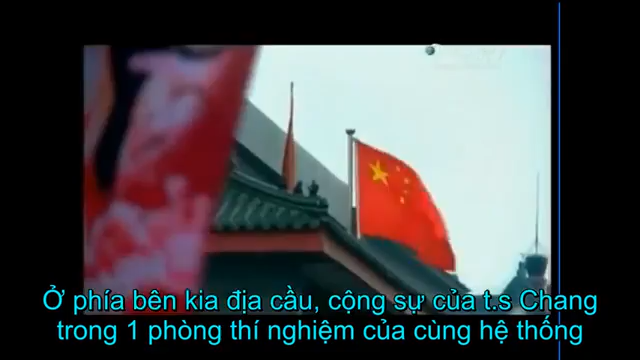 Ở phía bên kia địa cầu, cộng sự của t.s Chang
trong 1 phòng thí nghiệm của cùng hệ thống